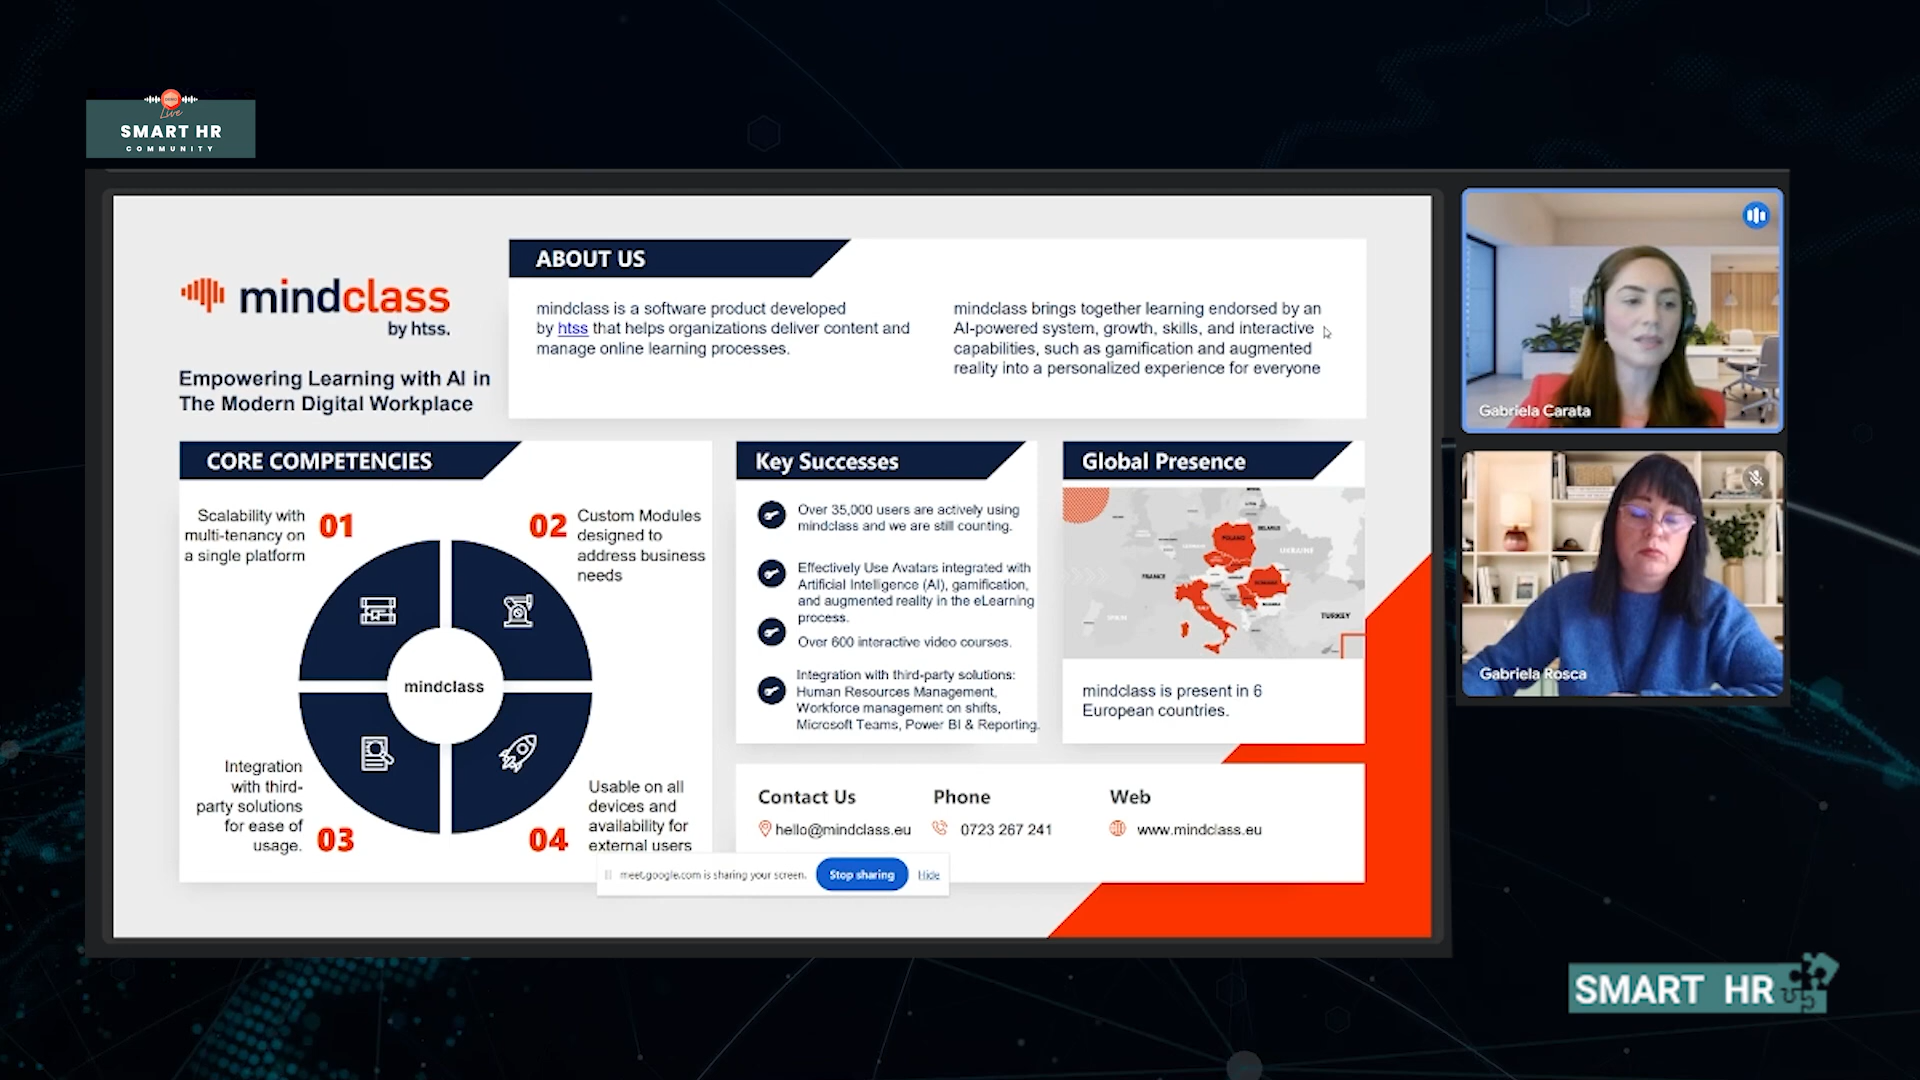 Live
SMART HR
COMMUNITY
mindclass
by htss.
Empowering Learning with AI in
The Modern Digital Workplace
ABOUT US
mindclass is a software product developed
by htss that helps organizations deliver content and
manage online learning processes.
mindclass brings together learning endorsed by an
AI-powered system, growth, skills, and interactive
capabilities, such as gamification and augmented
reality into a personalized experience for everyone
CORE COMPETENCIES
Scalability with
multi-tenancy on
a single platform
01
02
Custom Modules
designed to
address business
needs
mindclass
Integration
with third-
party solutions
for ease of
usage.
03
04
Usable on all
devices and
availability for
external users
Key Successes
Over 35,000 users are actively using
mindclass and we are still counting.
Effectively Use Avatars integrated with
Artificial Intelligence (AI), gamification,
and augmented reality in the eLearning
process.
Over 600 interactive video courses.
Integration with third-party solutions:
Human Resources Management,
Workforce management on shifts,
Microsoft Teams, Power BI & Reporting.
Global Presence
POLAND
BELARUS
UKRAINE
FRANCE
ROMANIA
TURKEY
mindclass is present in 6
European countries.
Contact Us
hello@mindclass.eu
Phone
0723 267 241
Web
www.mindclass.eu
meet.google.com is sharing your screen.
Stop sharing
Hide
Gabriela Carata
Gabriela Rosca
SMART HR